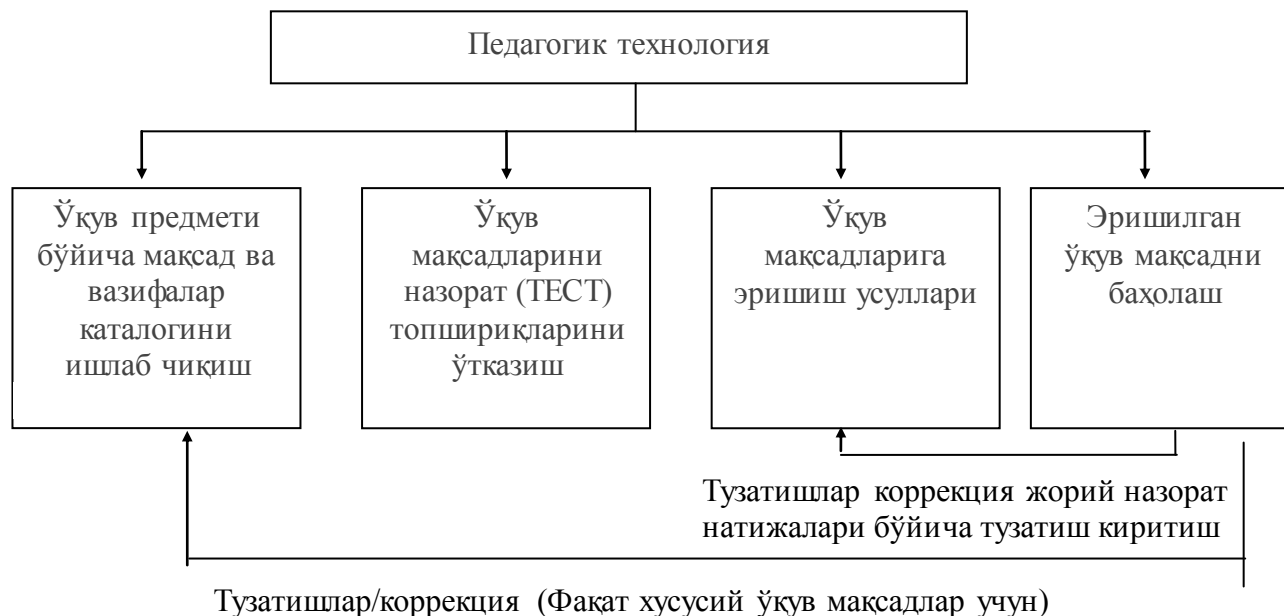 Педагогик технология
Ўқув предмети
бўйича мақсад ва
вазифалар
каталогини
ишлаб чиқиш
Ўқув
мақсадларини
назорат (ТЕСТ)
топшириқларини
ўтказиш
Ўқув
мақсадларига
эришиш усуллари
Эришилган
ўқув мақсадни
баҳолаш
Тузатишлар коррекция жорий назорат
натижалари бўйича тузатиш киритиш
Тузатишлар/коррекция (Фақат хусусий ўқув мақсадлар учун)